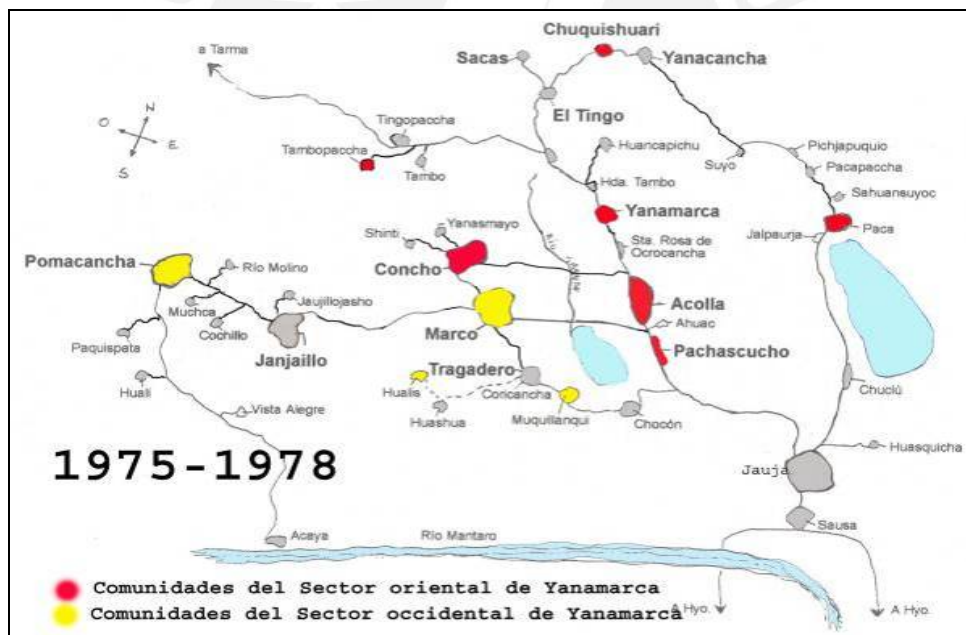 Chuquishuari
a Tarma
Sacas
Yanacancha
El Tingo
N
O
E
S
Tingopaccha
Tambopaccha
Tambo
Huancapichu
Pichjapuquio
Suyo
Pacapaccha
Hda. Tambo
Sahuansuyoc
Yanamarca
Yanasmayo
Shinti
Sta. Rosa de
Ocrocancha
Jalpaurja
Paca
Pomacancha
Río Molino
Concho
Jaujillojasho
Acolla
Muchca
Cochillo
Marco
Ahuac
Paquispata
Janjaillo
Pachascucho
Tragadero
Hualis
Coricancha
Huali
Huashua
Muquillanqui
Chocón
Chuclú
Vista Alegre
Huasquicha
1975-1978
Jauja
Sausa
Acaya
Río Mantaro
Comunidades del Sector oriental de Yanamarca
Comunidades del Sector occidental de Yanamarca
A Hyo.
A Hyo.